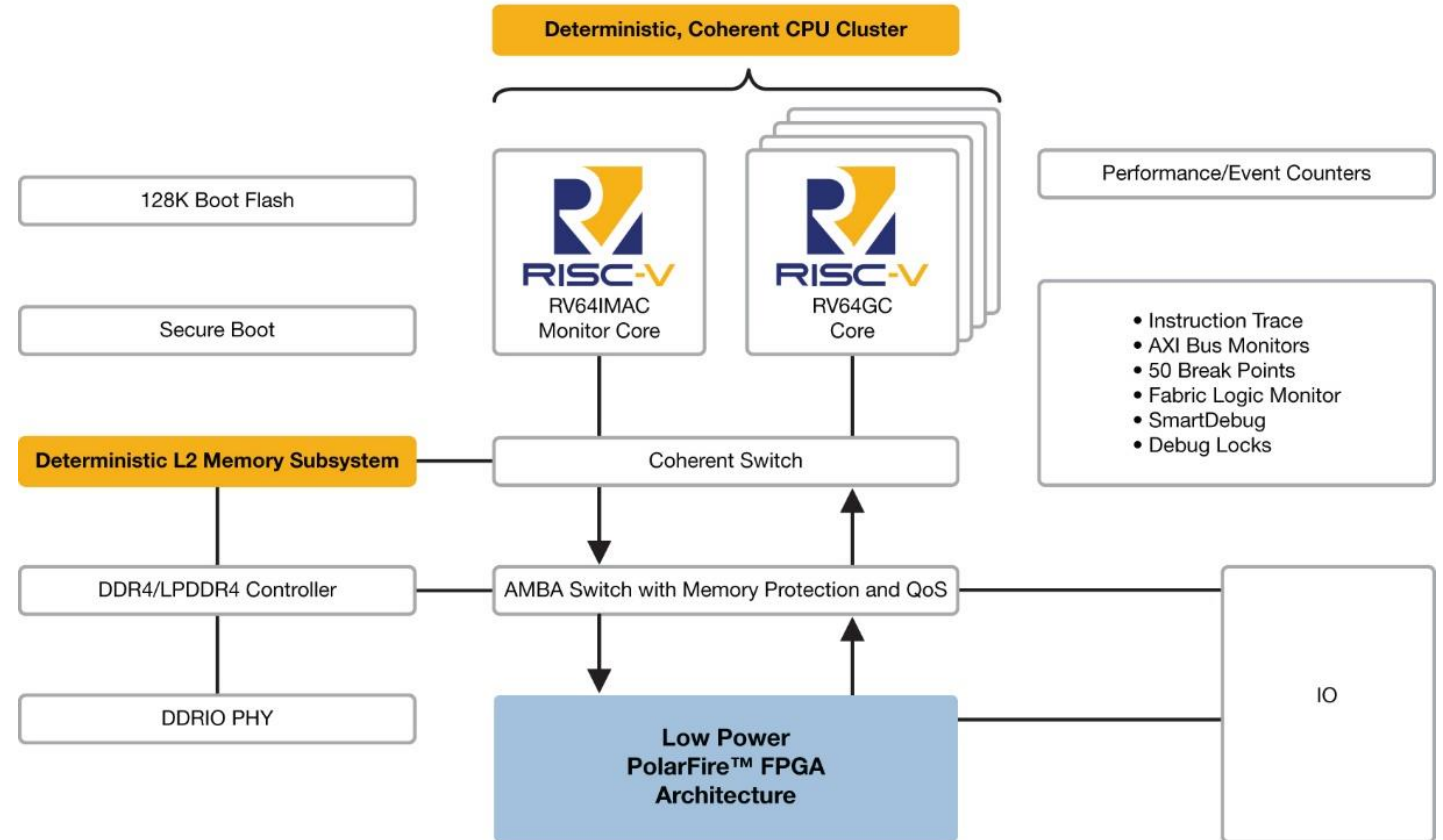 Deterministic, Coherent CPU Cluster
128K Boot Flash
Secure Boot
RISC-V
RV64IMAC
Monitor Core
RISC-V
RV64GC
Core
Performance/Event Counters
• Instruction Trace
• AXI Bus Monitors
• 50 Break Points
• Fabric Logic Monitor
• SmartDebug
• Debug Locks
Deterministic L2 Memory Subsystem
Coherent Switch
DDR4/LPDDR4 Controller
AMBA Switch with Memory Protection and QoS
DDRIO PHY
Low Power
PolarFire™ FPGA
Architecture
IO